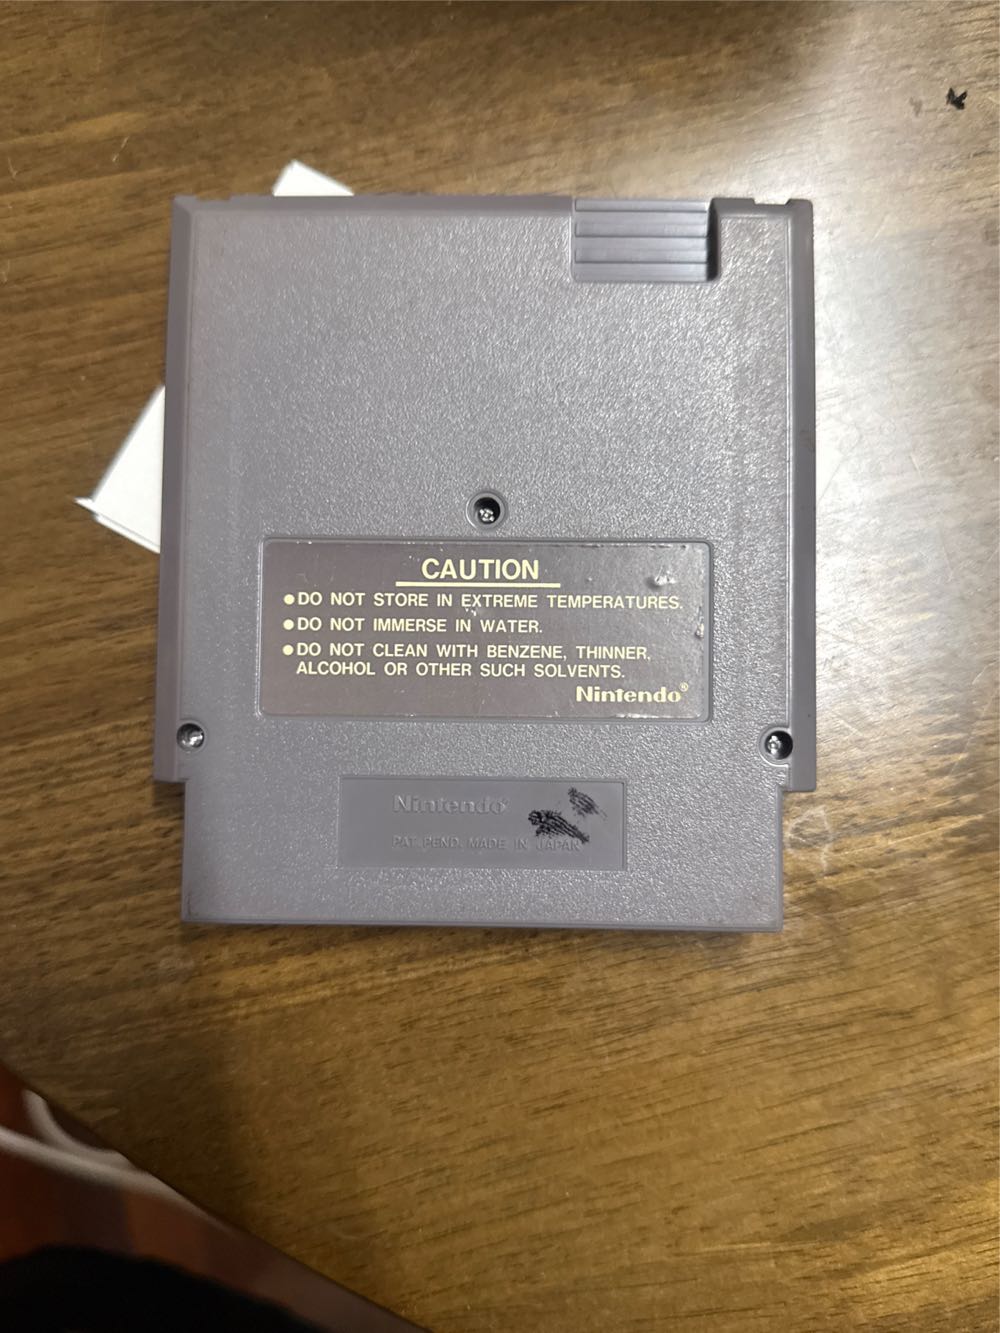 CAUTION
●DO NOT STORE IN EXTREME TEMPERATURES.
●DO NOT IMMERSE IN WATER.
●DO NOT CLEAN WITH BENZENE, THINNER,
ALCOHOL OR OTHER SUCH SOLVENTS.
Nintendo®
Nintendo®
PAT. PEND. MADE IN JAPAN